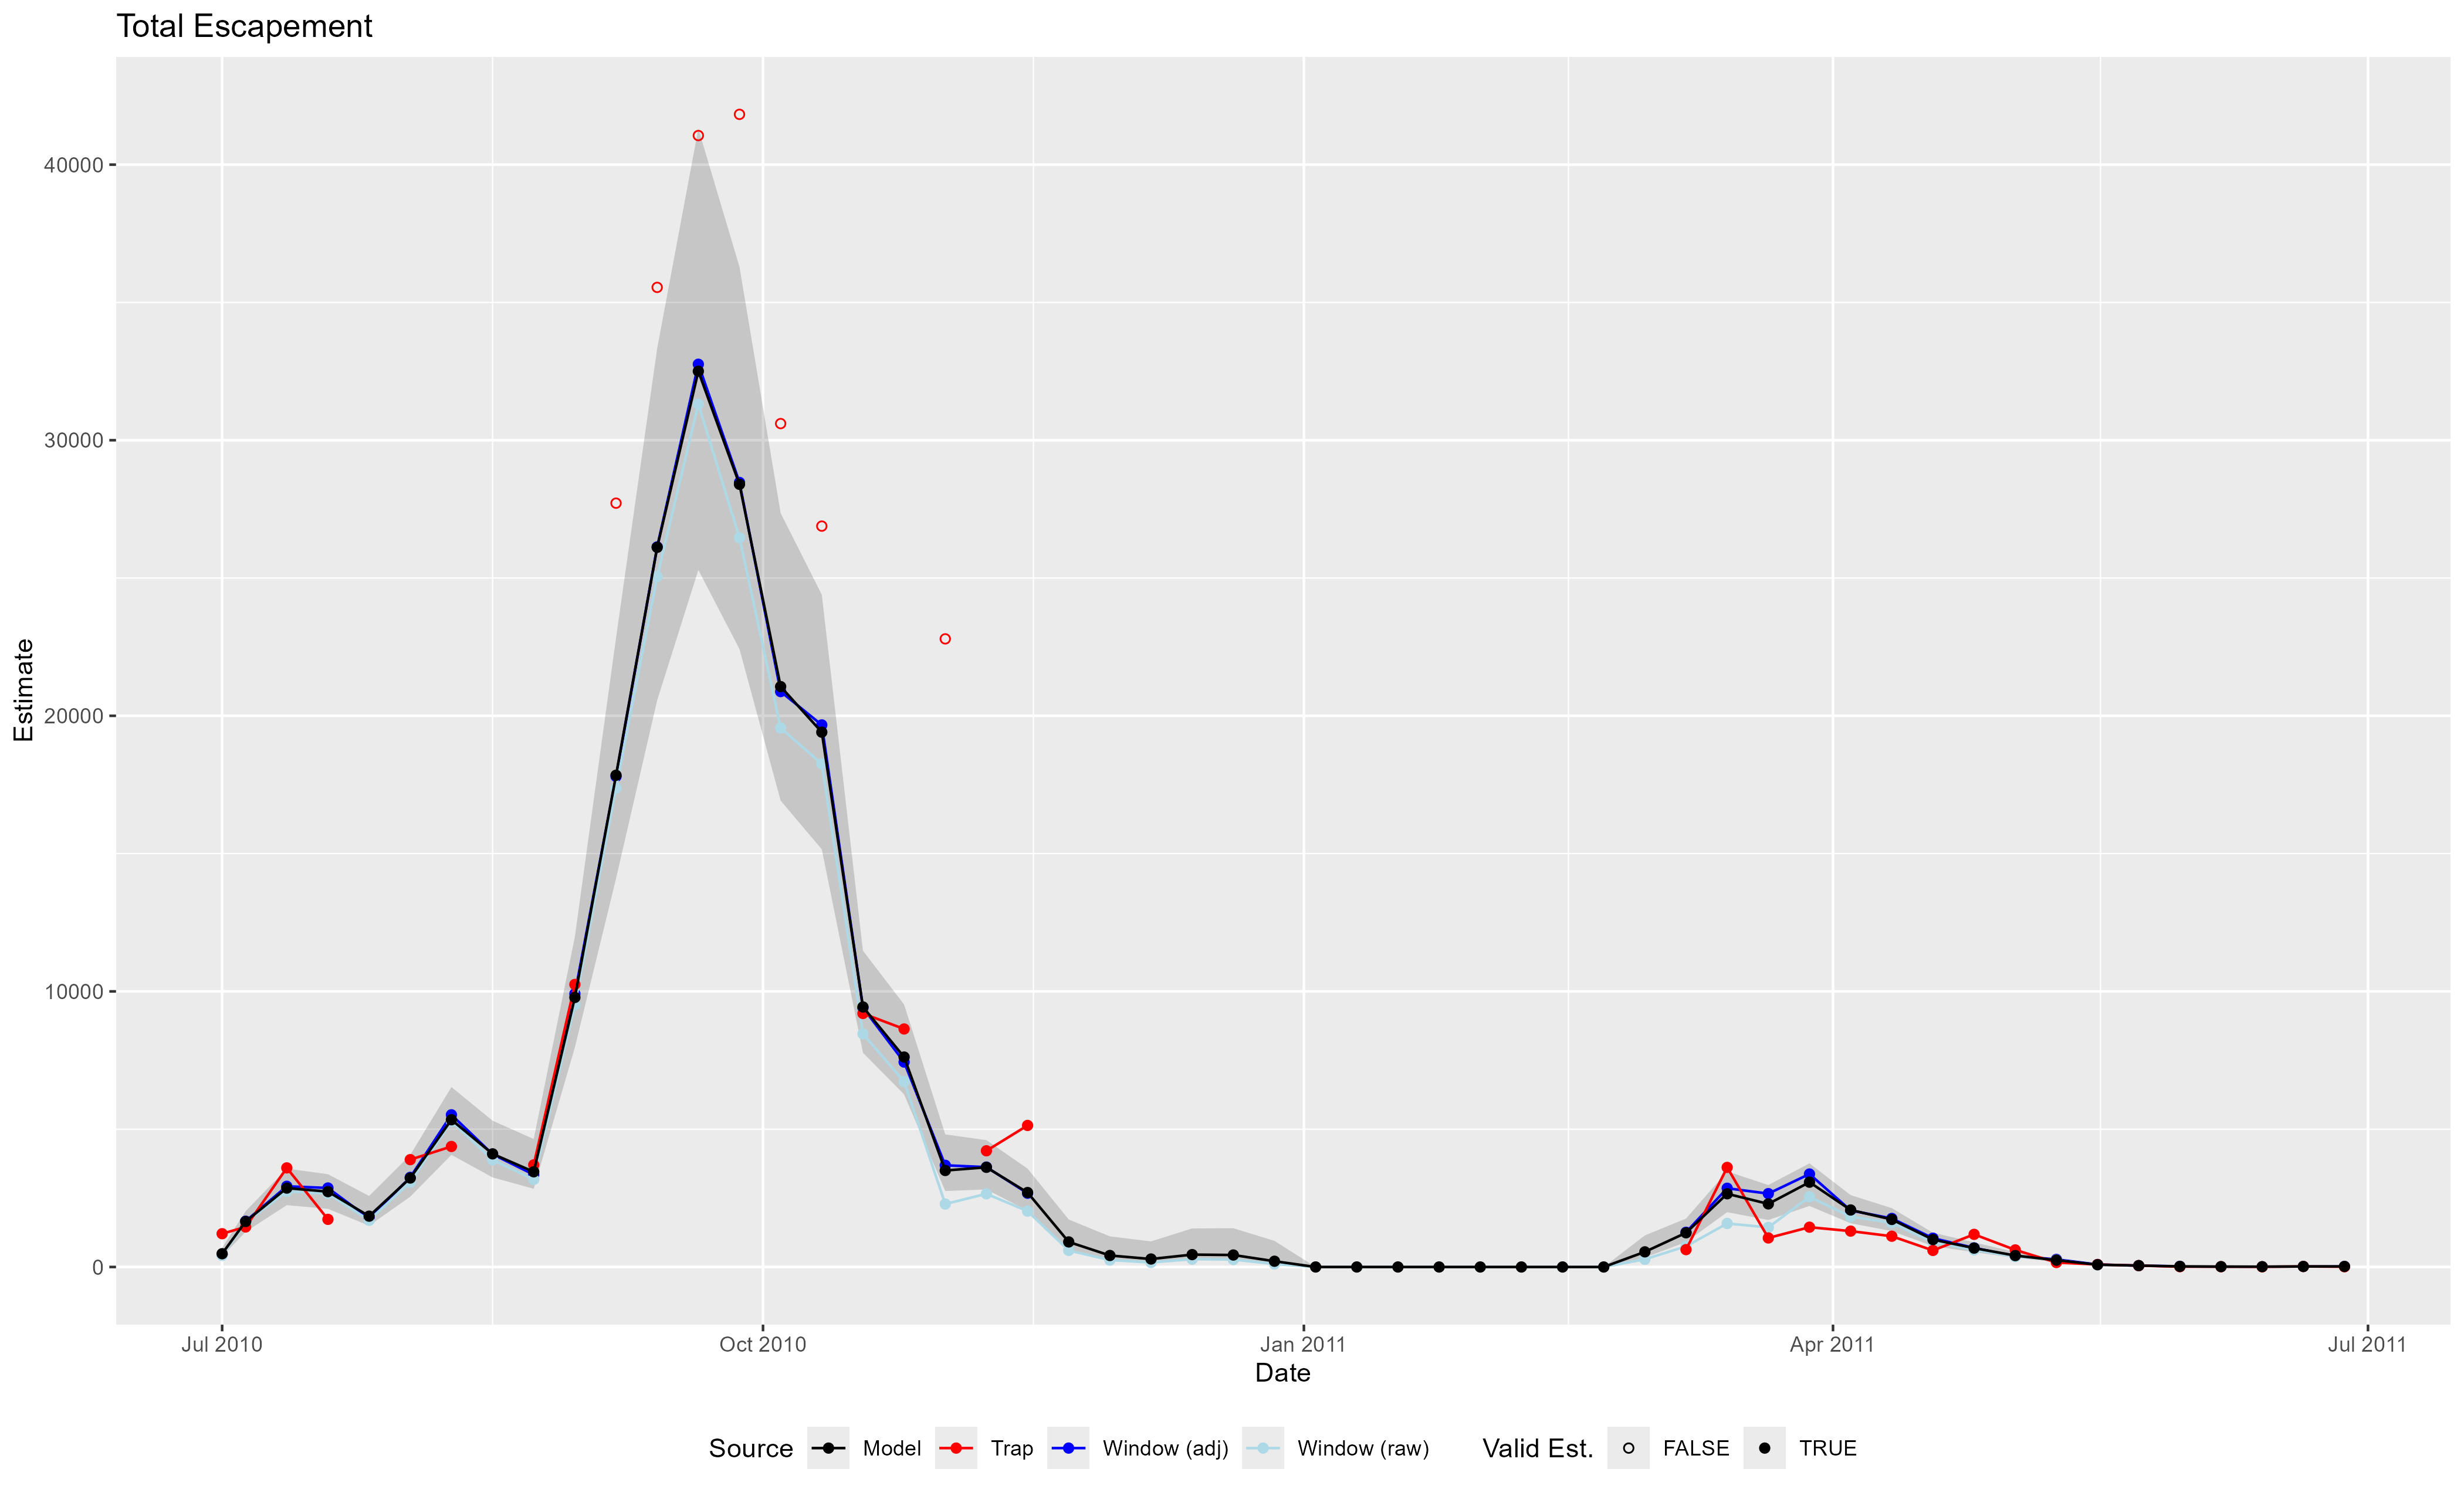 Total Escapement
Estimate
40000
30000
20000
10000
0
Jul 2010 Oct 2010 Jan 2011 Apr 2011 Jul 2011
Date
Source Model Trap Window (adj) Window (raw) Valid Est. FALSE TRUE